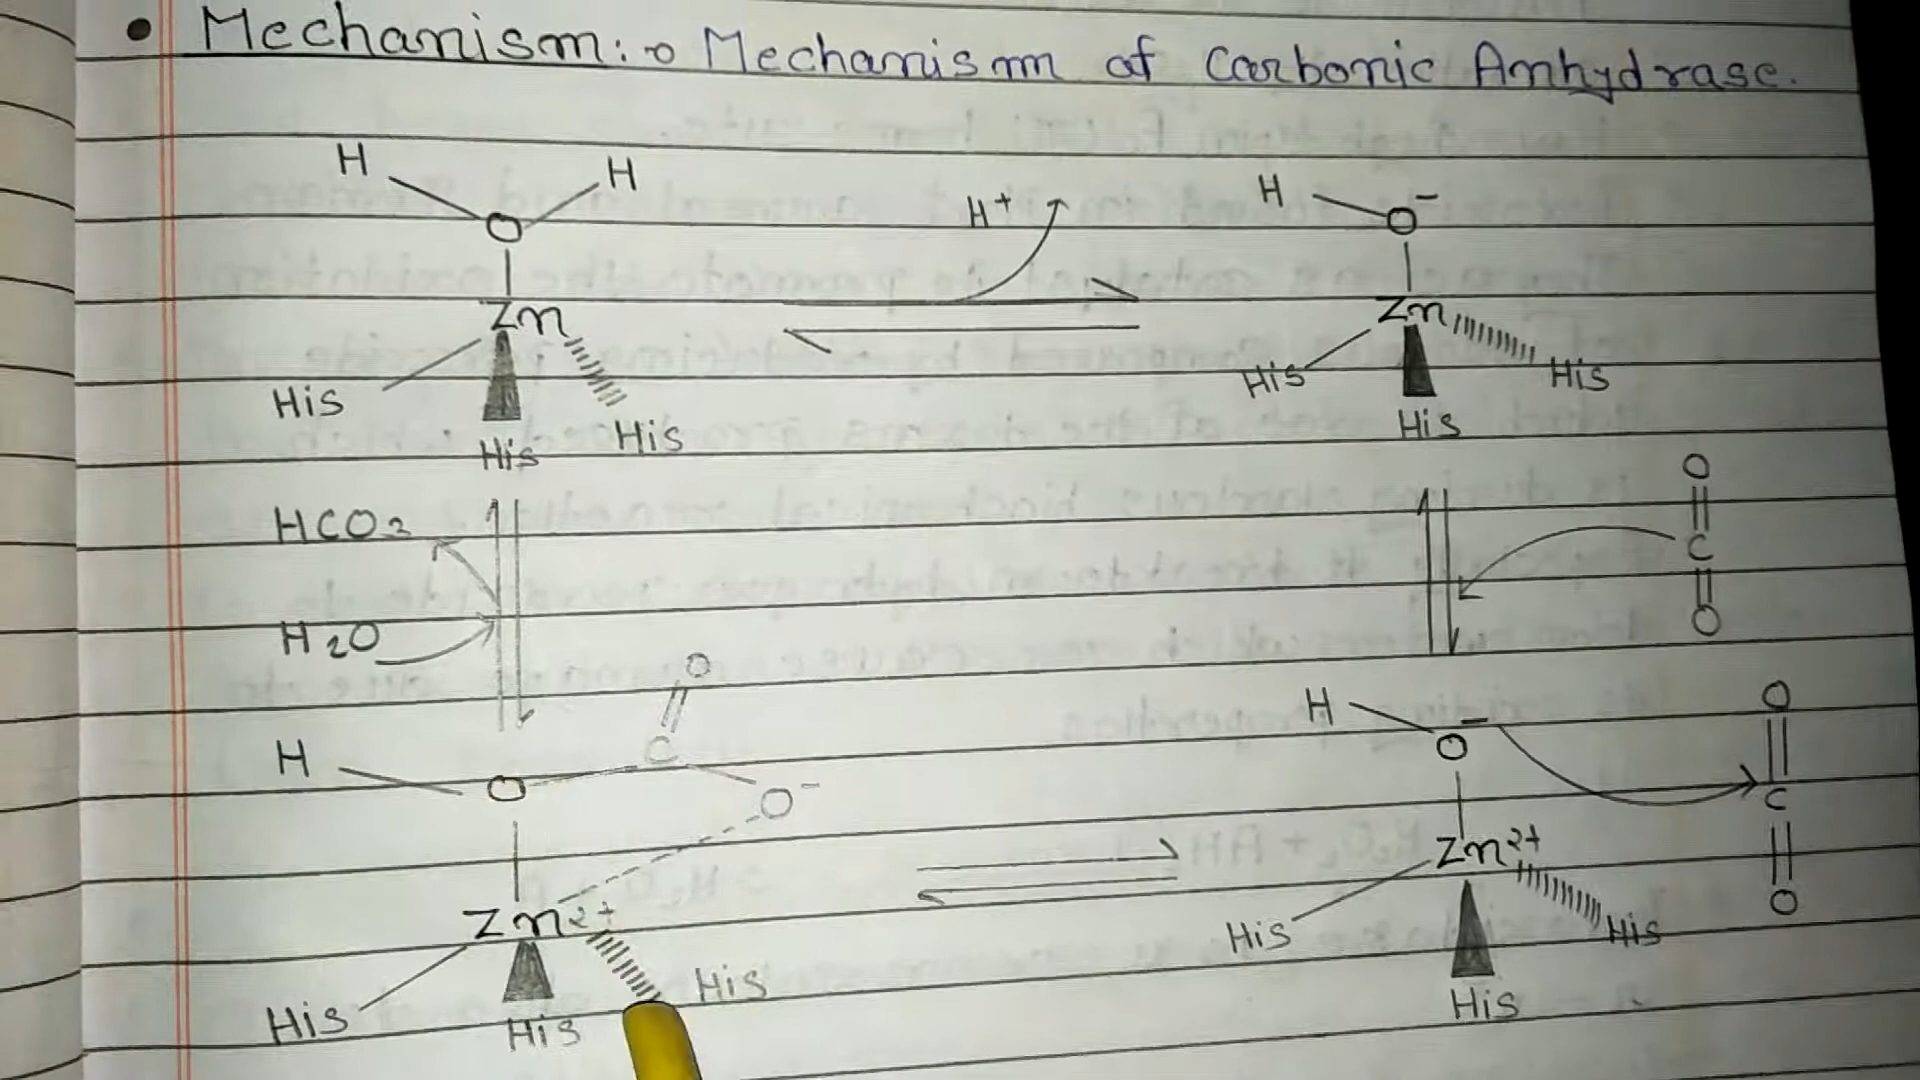 • Mechanism:→ Mechanism of Carbonic Anhydrase.
H H H+ H
O O-
Zn Zn
His His His His
His His
HCO3 O
C
H2O O
O
H O C O- H O- O
C
Zn2+ Zn2+ O
His His His His
His His